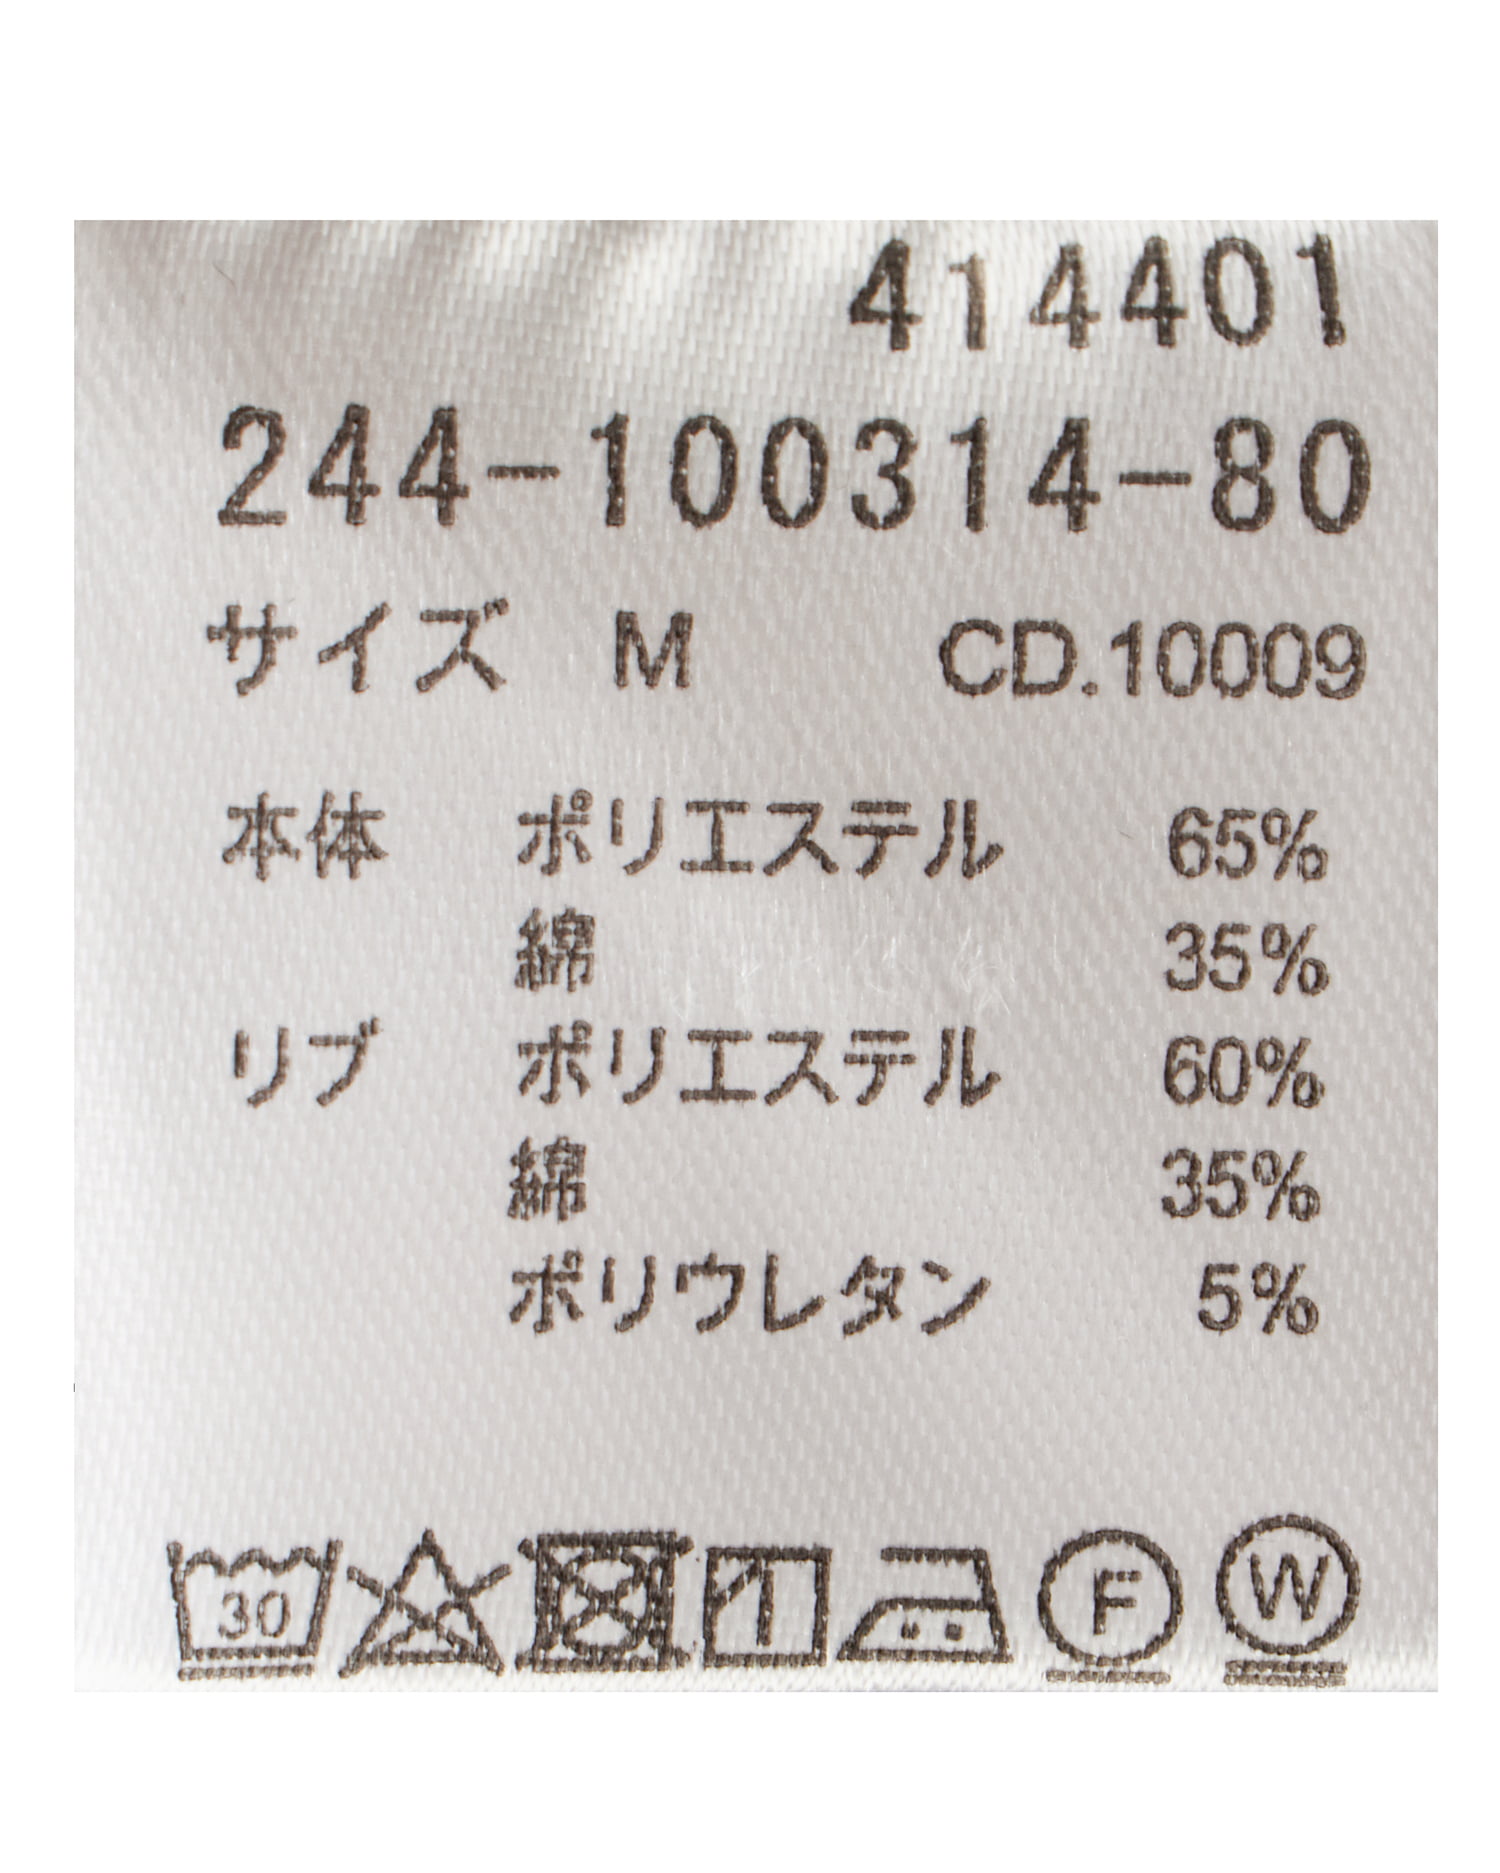 414401
244-100314-80
サイズ M CD.10009
本体 ポリエステル 65%
綿 35%
リブ ポリエステル 60%
綿 35%
ポリウレタン 5%
30 F W